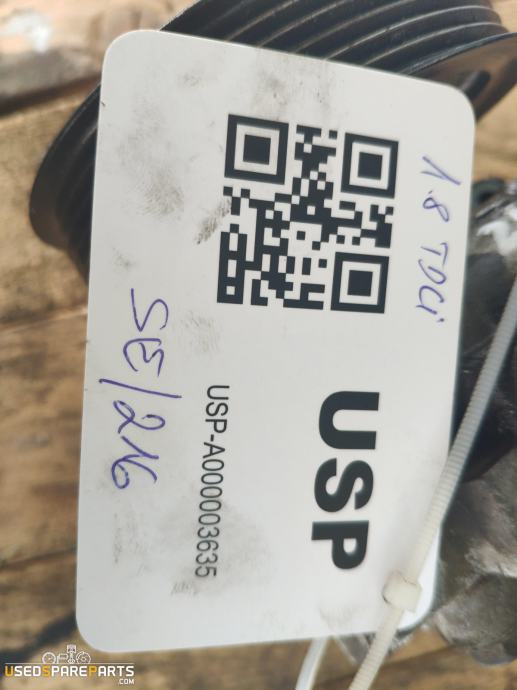 1.8 TDCi
USP
USP-A000003635
SE/216
USEDSPAREPARTS
.COM